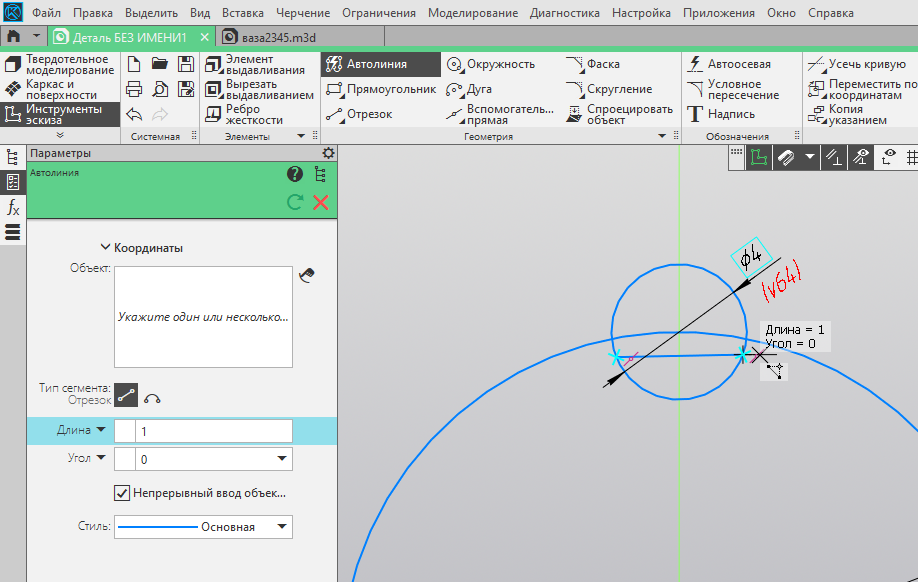 Файл Правка Выделить Вид Вставка Черчение Ограничения Моделирование Диагностика Настройка Приложения Окно Справка
Деталь БЕЗ ИМЕНИ1 ваза2345.m3d
Твердотельное
моделирование
Каркас и
поверхности
Инструменты
эскиза
Системная
Элемент
выдавливания
Вырезать
выдавливанием
Ребро
жесткости
Элементы
Автолиния Окружность Фаска
Прямоугольник Дуга Скругление
Отрезок Вспомогатель...
прямая
Спроецировать
объект
Геометрия
Автоосевая
Условное
пересечение
Надпись
Обозначения
Усечь кривую
Переместить по
координатам
Копия
указанием
Параметры
Автолиния
Координаты
Объект:
Укажите один или несколько...
Тип сегмента:
Отрезок
Длина 1
Угол 0
Непрерывный ввод объек...
Стиль: Основная
ϕ4
(v64)
Длина = 1
Угол = 0